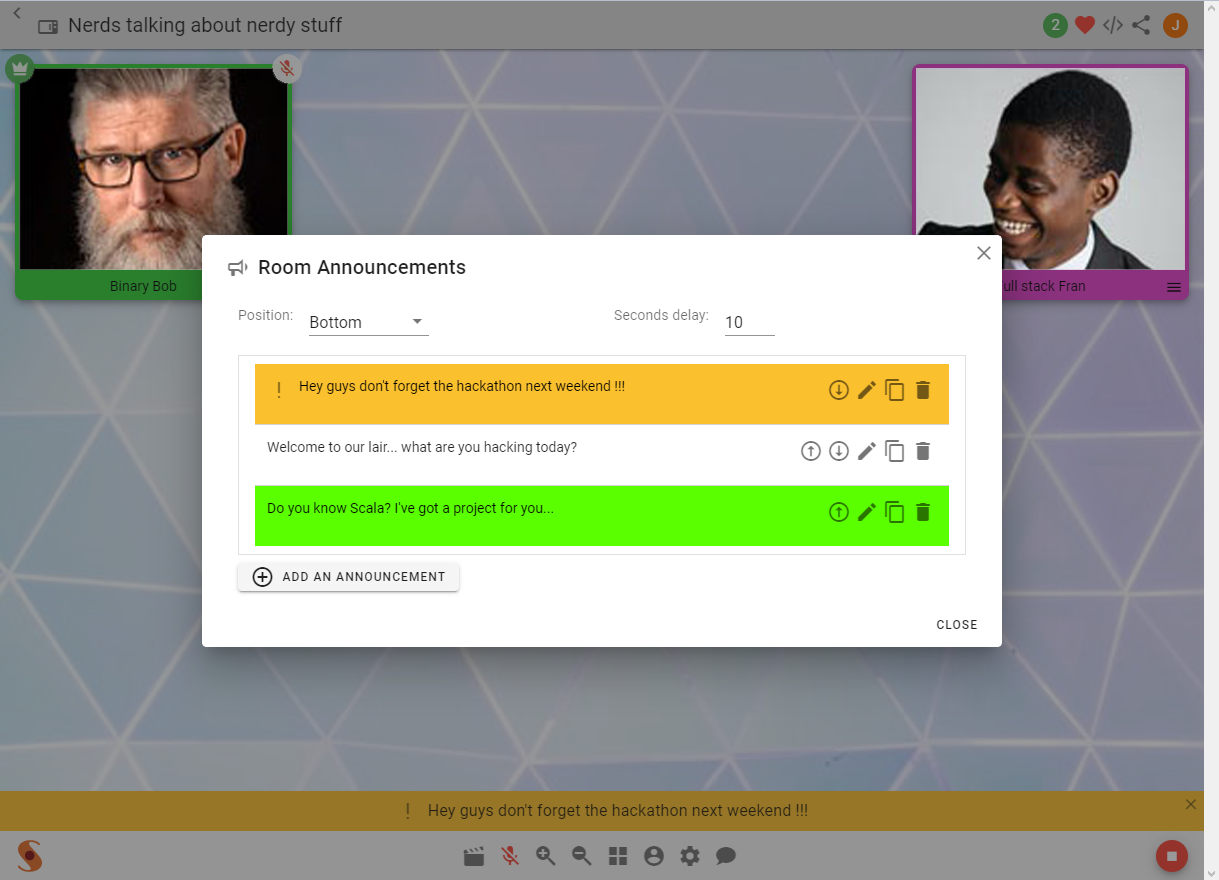 Nerds talking about nerdy stuff
2
J
Binary Bob
ull stack Fran
Room Announcements
Position:
Bottom
Seconds delay:
10
! Hey guys don't forget the hackathon next weekend !!!
Welcome to our lair... what are you hacking today?
Do you know Scala? I've got a project for you...
ADD AN ANNOUNCEMENT
CLOSE
! Hey guys don't forget the hackathon next weekend !!!